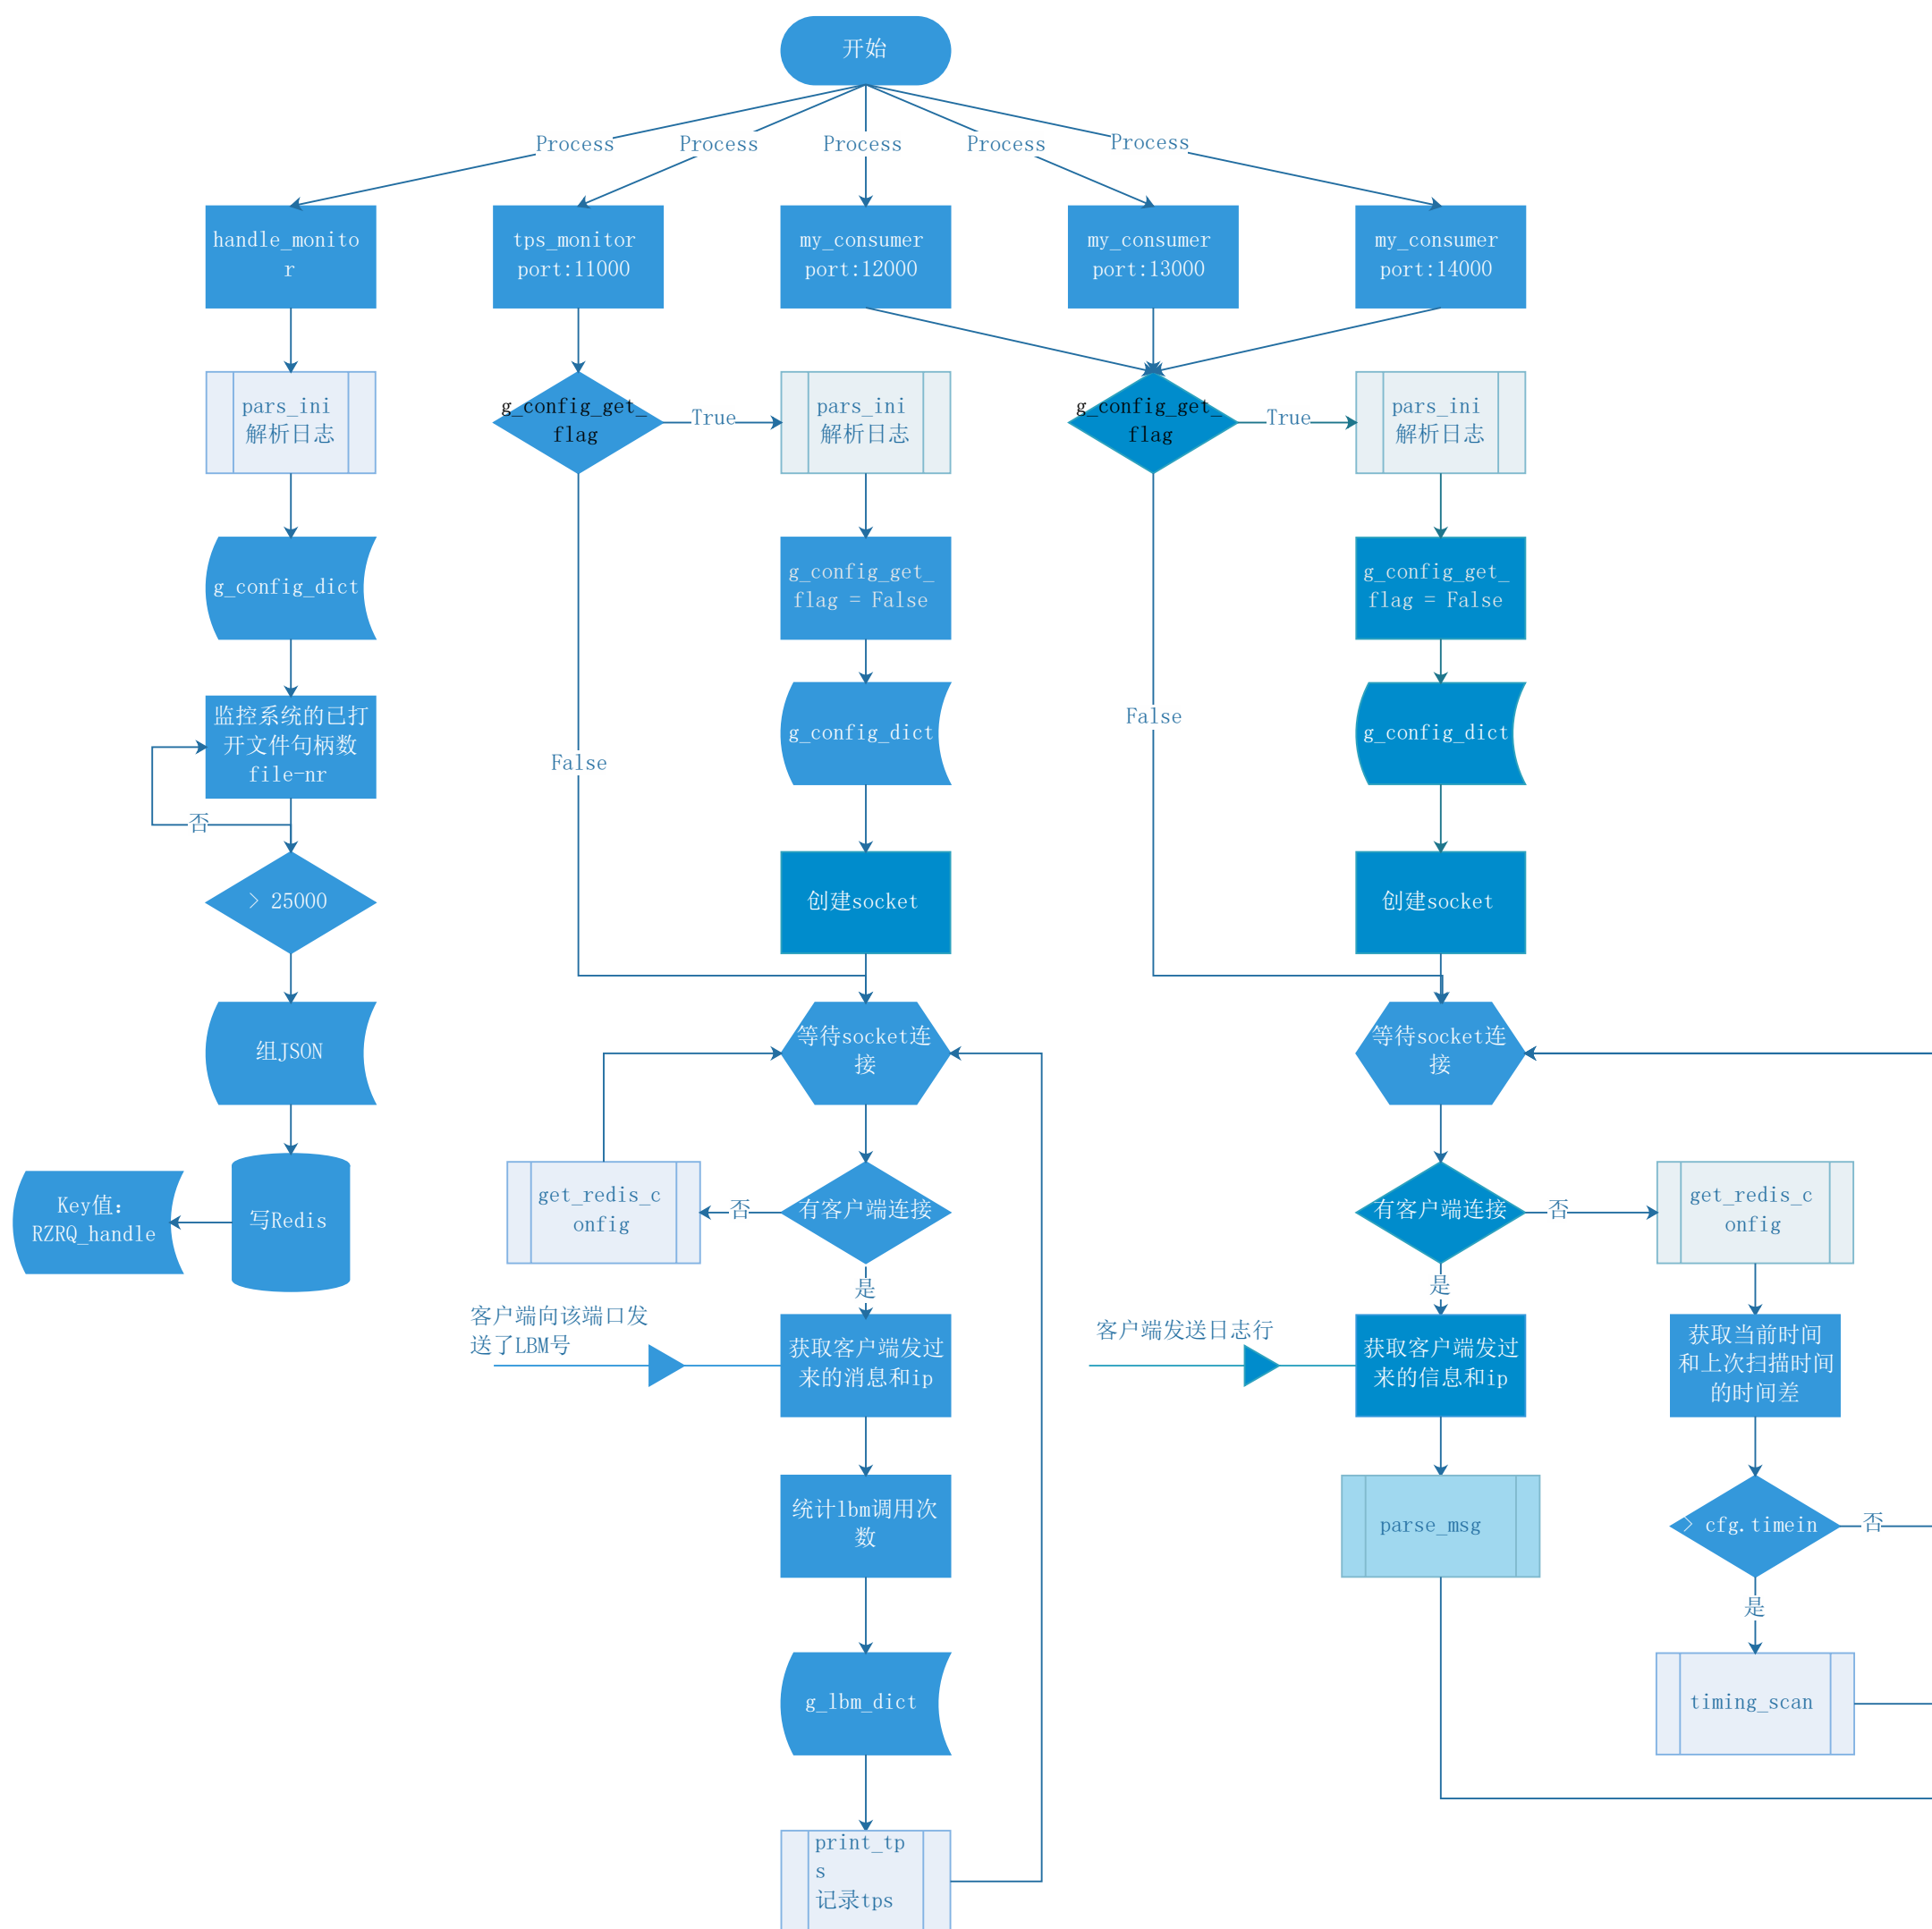 开始
Process
Process
Process
Process
Process
handle_monito
r
tps_monitor
port:11000
my_consumer
port:12000
my_consumer
port:13000
my_consumer
port:14000
pars_ini
解析日志
g_config_get_
flag
True
pars_ini
解析日志
g_config_get_
flag
True
pars_ini
解析日志
g_config_dict
g_config_get_
flag = False
g_config_get_
flag = False
监控系统的已打
开文件句柄数
file-nr
False
g_config_dict
False
g_config_dict
否
> 25000
创建socket
创建socket
组JSON
等待socket连
接
等待socket连
接
Key值:
RZRQ_handle
写Redis
get_redis_c
onfig
否
有客户端连接
有客户端连接
否
get_redis_c
onfig
是
是
客户端向该端口发
送了LBM号
获取客户端发过
来的消息和ip
客户端发送日志行
获取客户端发过
来的信息和ip
获取当前时间
和上次扫描时间
的时间差
统计lbm调用次
数
parse_msg
> cfg.timein
否
是
g_lbm_dict
timing_scan
print_tp
s
记录tps